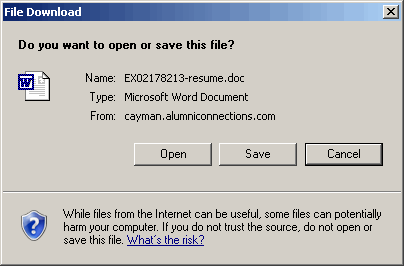 File Download
Do you want to open or save this file?
Name: EX02178213-resume.doc
Type: Microsoft Word Document
From: cayman.alumniconnections.com
Open Save Cancel
While files from the Internet can be useful, some files can potentially
harm your computer. If you do not trust the source, do not open or
save this file. What's the risk?